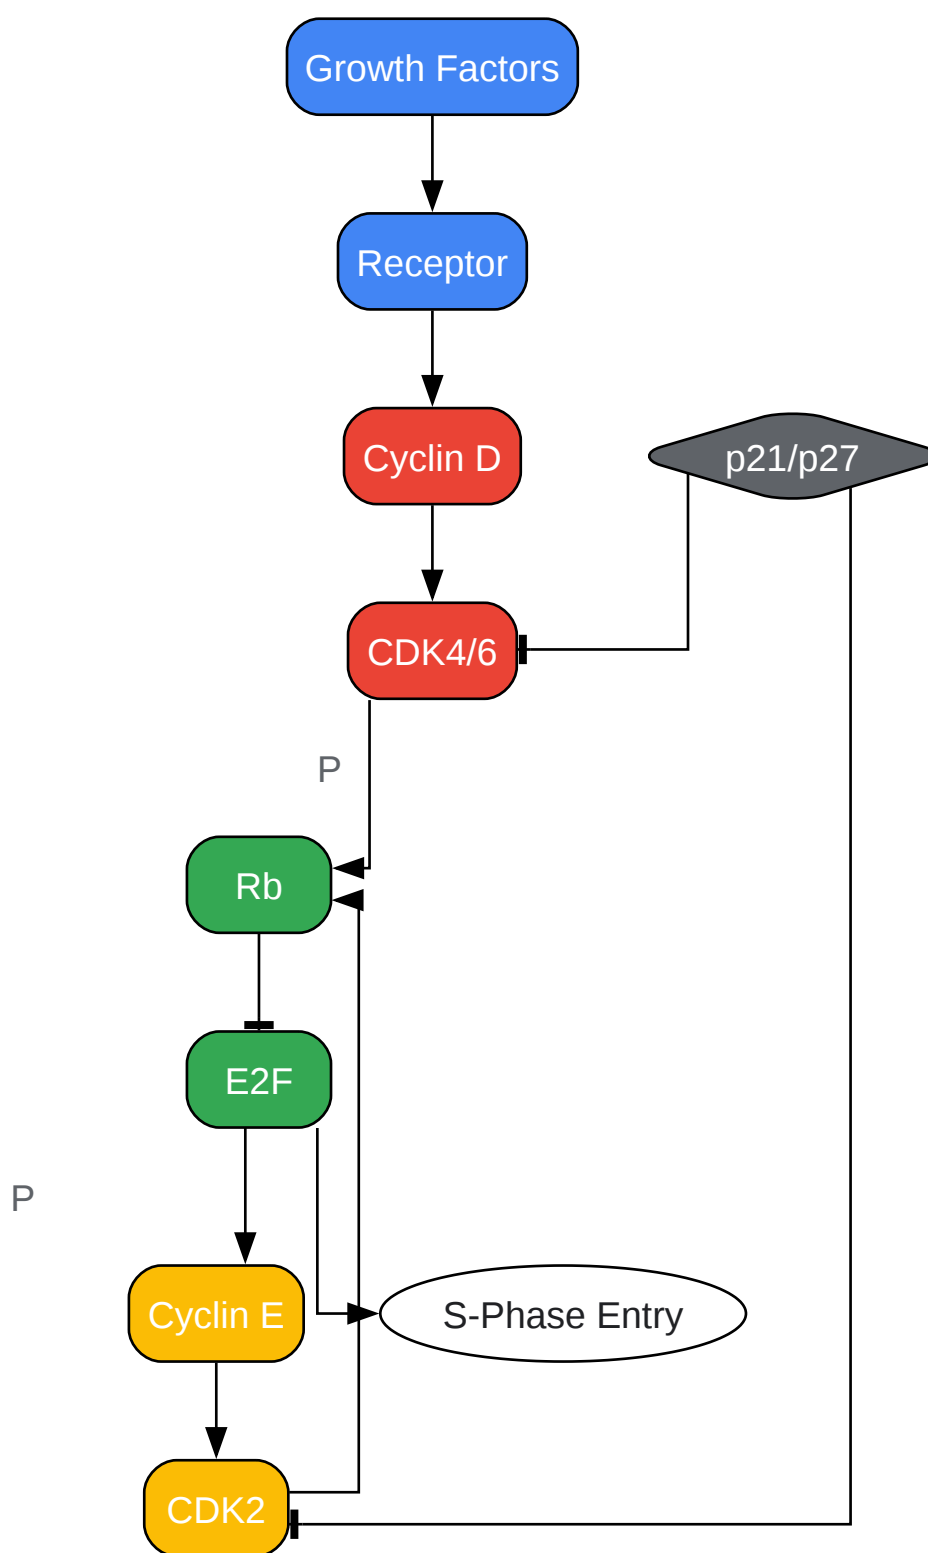 Growth Factors
Receptor
Cyclin D
p21/p27
CDK4/6
P
Rb
E2F
P
Cyclin E
S-Phase Entry
CDK2